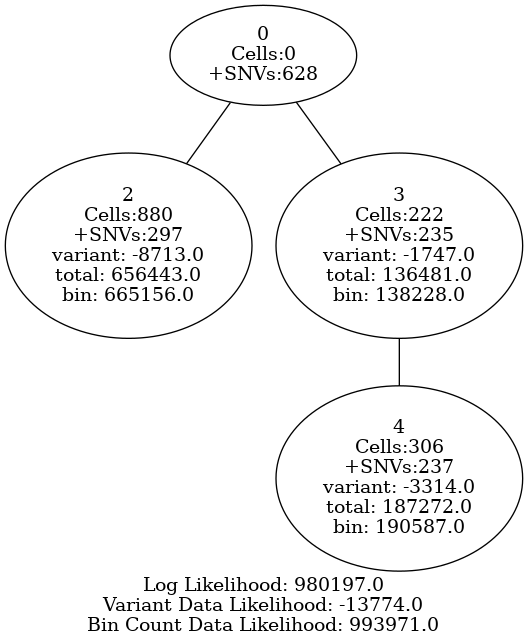 0
Cells:0
+SNVs:628
2
Cells:880
+SNVs:297
variant: -8713.0
total: 656443.0
bin: 665156.0
3
Cells:222
+SNVs:235
variant: -1747.0
total: 136481.0
bin: 138228.0
4
Cells:306
+SNVs:237
variant: -3314.0
total: 187272.0
bin: 190587.0
Log Likelihood: 980197.0
Variant Data Likelihood: -13774.0
Bin Count Data Likelihood: 993971.0